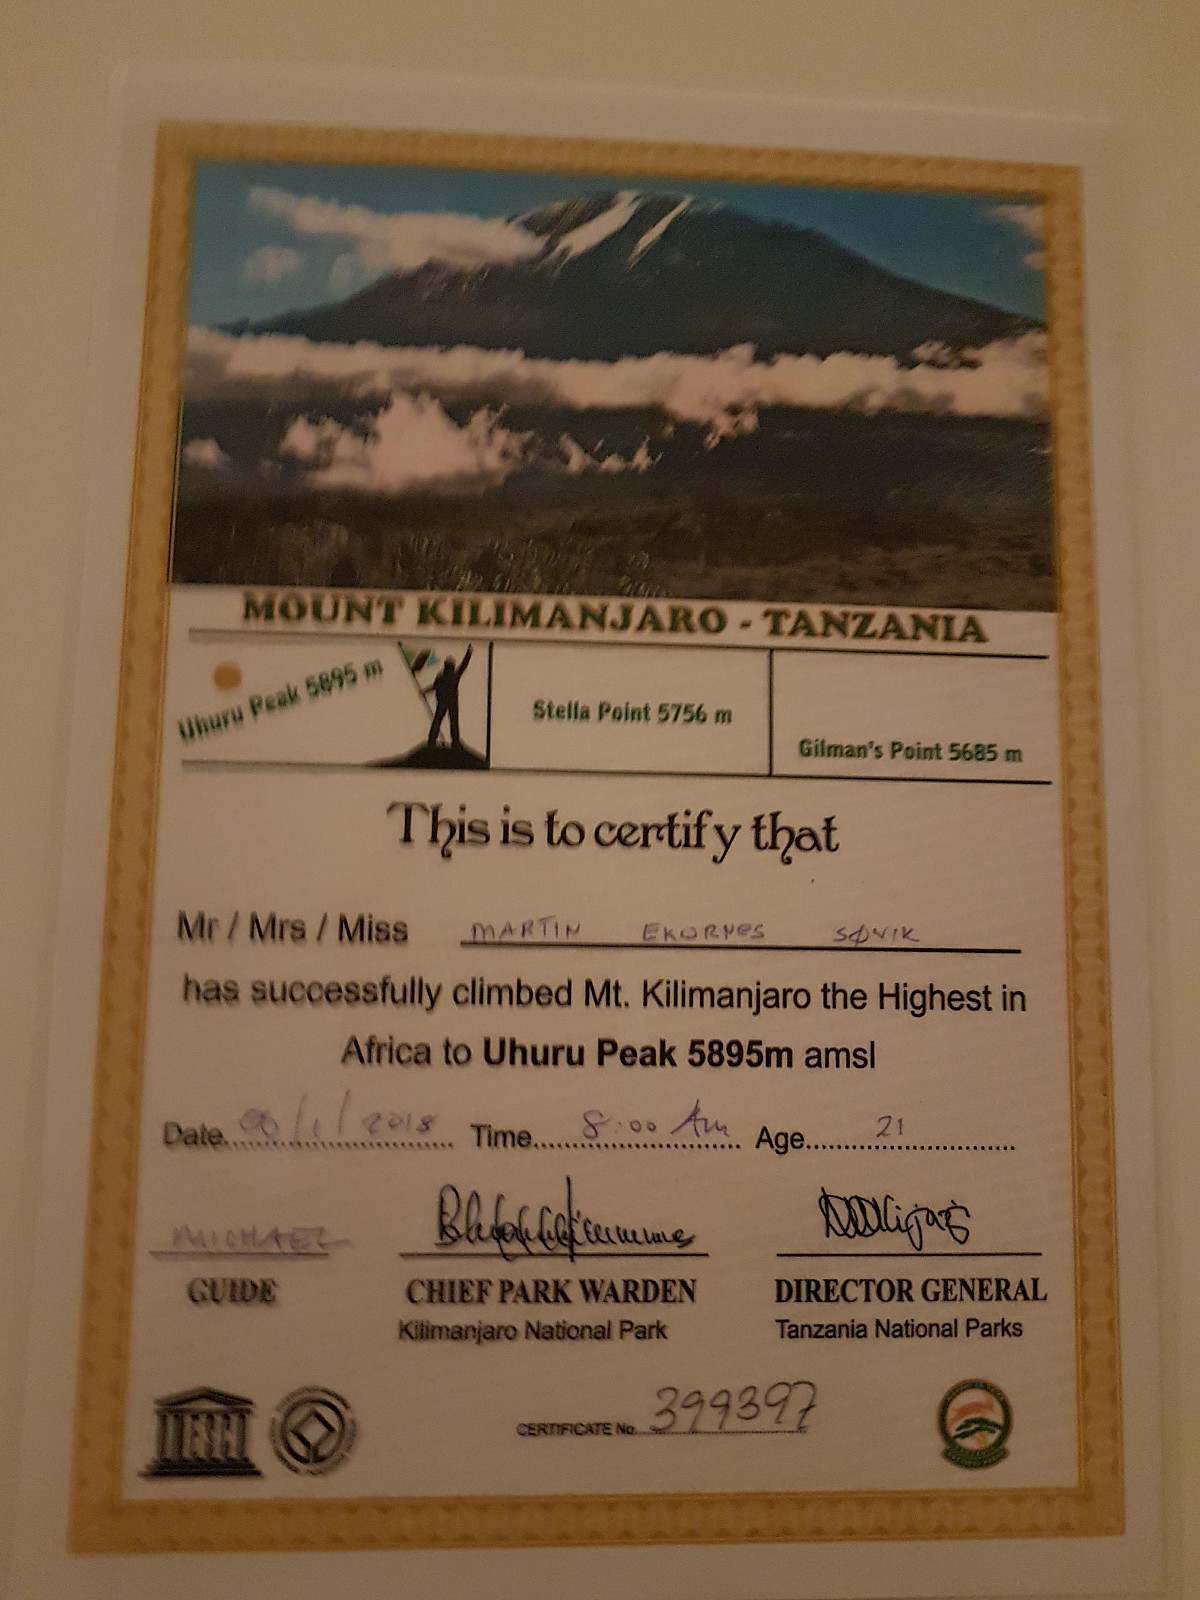 MOUNT KILIMANJARO - TANZANIA
Uhuru Peak 5895 m
Stella Point 5756 m
Gilman's Point 5685 m
This is to certify that
Mr / Mrs / Miss MARTIN EKORNES SØVIK
has successfully climbed Mt. Kilimanjaro the Highest in
Africa to Uhuru Peak 5895m amsl
Date 06/1/2018 Time 8:00 Am Age 21
MICHAEL
GUIDE CHIEF PARK WARDEN DIRECTOR GENERAL
Kilimanjaro National Park Tanzania National Parks
CERTIFICATE No. 399397